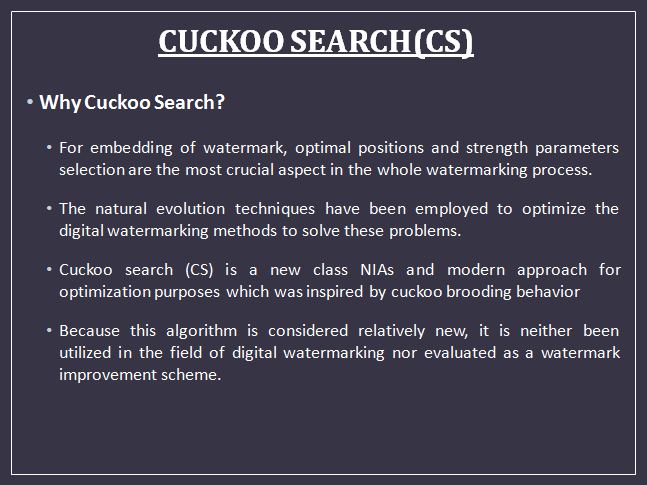 CUCKOO SEARCH(CS)
• Why Cuckoo Search?
• For embedding of watermark, optimal positions and strength parameters
selection are the most crucial aspect in the whole watermarking process.
• The natural evolution techniques have been employed to optimize the
digital watermarking methods to solve these problems.
• Cuckoo search (CS) is a new class NIAs and modern approach for
optimization purposes which was inspired by cuckoo brooding behavior
• Because this algorithm is considered relatively new, it is neither been
utilized in the field of digital watermarking nor evaluated as a watermark
improvement scheme.